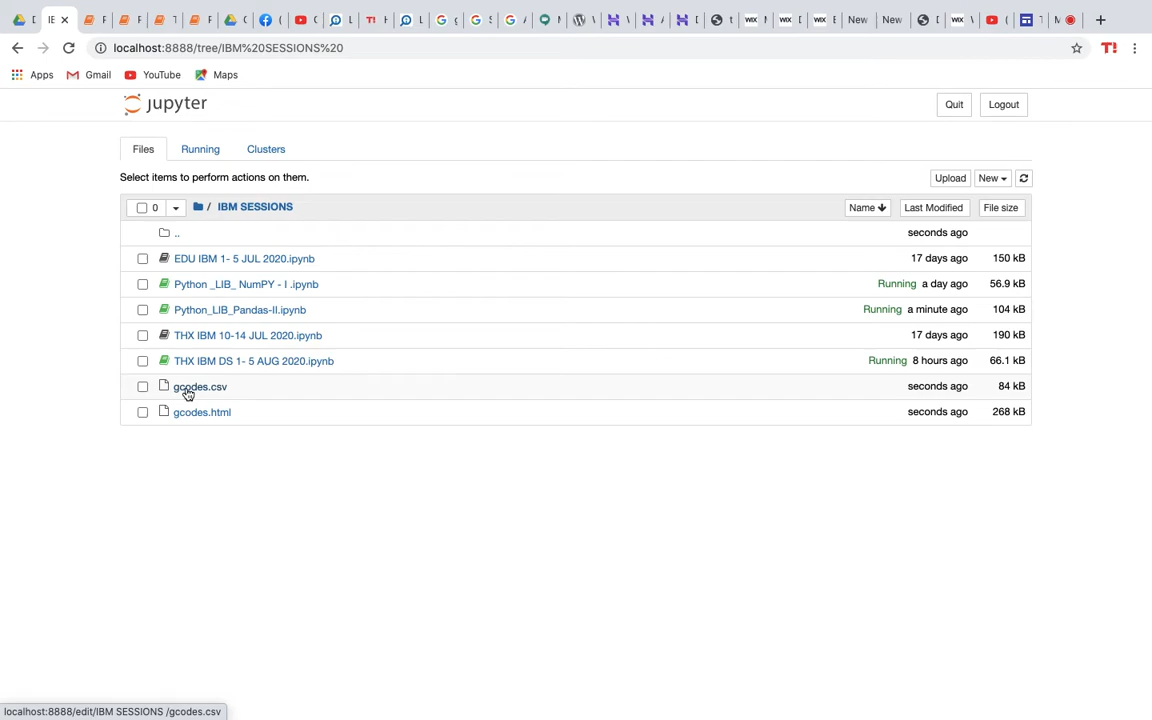 localhost:8888/tree/IBM%20SESSIONS%20
Apps Gmail YouTube Maps
jupyter Quit Logout
Files Running Clusters
Select items to perform actions on them. Upload New
0 / IBM SESSIONS Name Last Modified File size
.. seconds ago
EDU IBM 1- 5 JUL 2020.ipynb 17 days ago 150 kB
Python _LIB_ NumPY - I .ipynb Running a day ago 56.9 kB
Python_LIB_Pandas-II.ipynb Running a minute ago 104 kB
THX IBM 10-14 JUL 2020.ipynb 17 days ago 190 kB
THX IBM DS 1- 5 AUG 2020.ipynb Running 8 hours ago 66.1 kB
gcodes.csv seconds ago 84 kB
gcodes.html seconds ago 268 kB
localhost:8888/edit/IBM SESSIONS /gcodes.csv